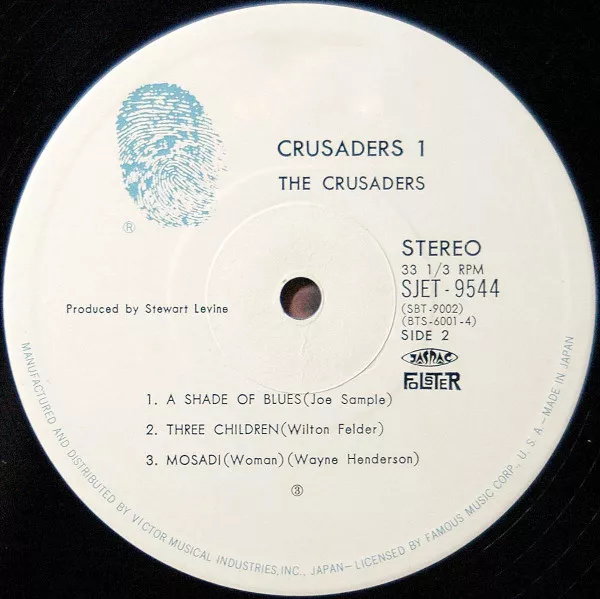 CRUSADERS 1
THE CRUSADERS
®
STEREO
33 1/3 RPM
SJET-9544
(SBT-9002)
(BTS-6001-4)
SIDE 2
JASRAC
FOLSTER
Produced by Stewart Levine
1. A SHADE OF BLUES(Joe Sample)
2. THREE CHILDREN(Wilton Felder)
3. MOSADI(Woman)(Wayne Henderson)
③
MANUFACTURED AND DISTRIBUTED BY VICTOR MUSICAL INDUSTRIES, INC., JAPAN—LICENSED BY FAMOUS MUSIC CORP., U. S. A.—MADE IN JAPAN